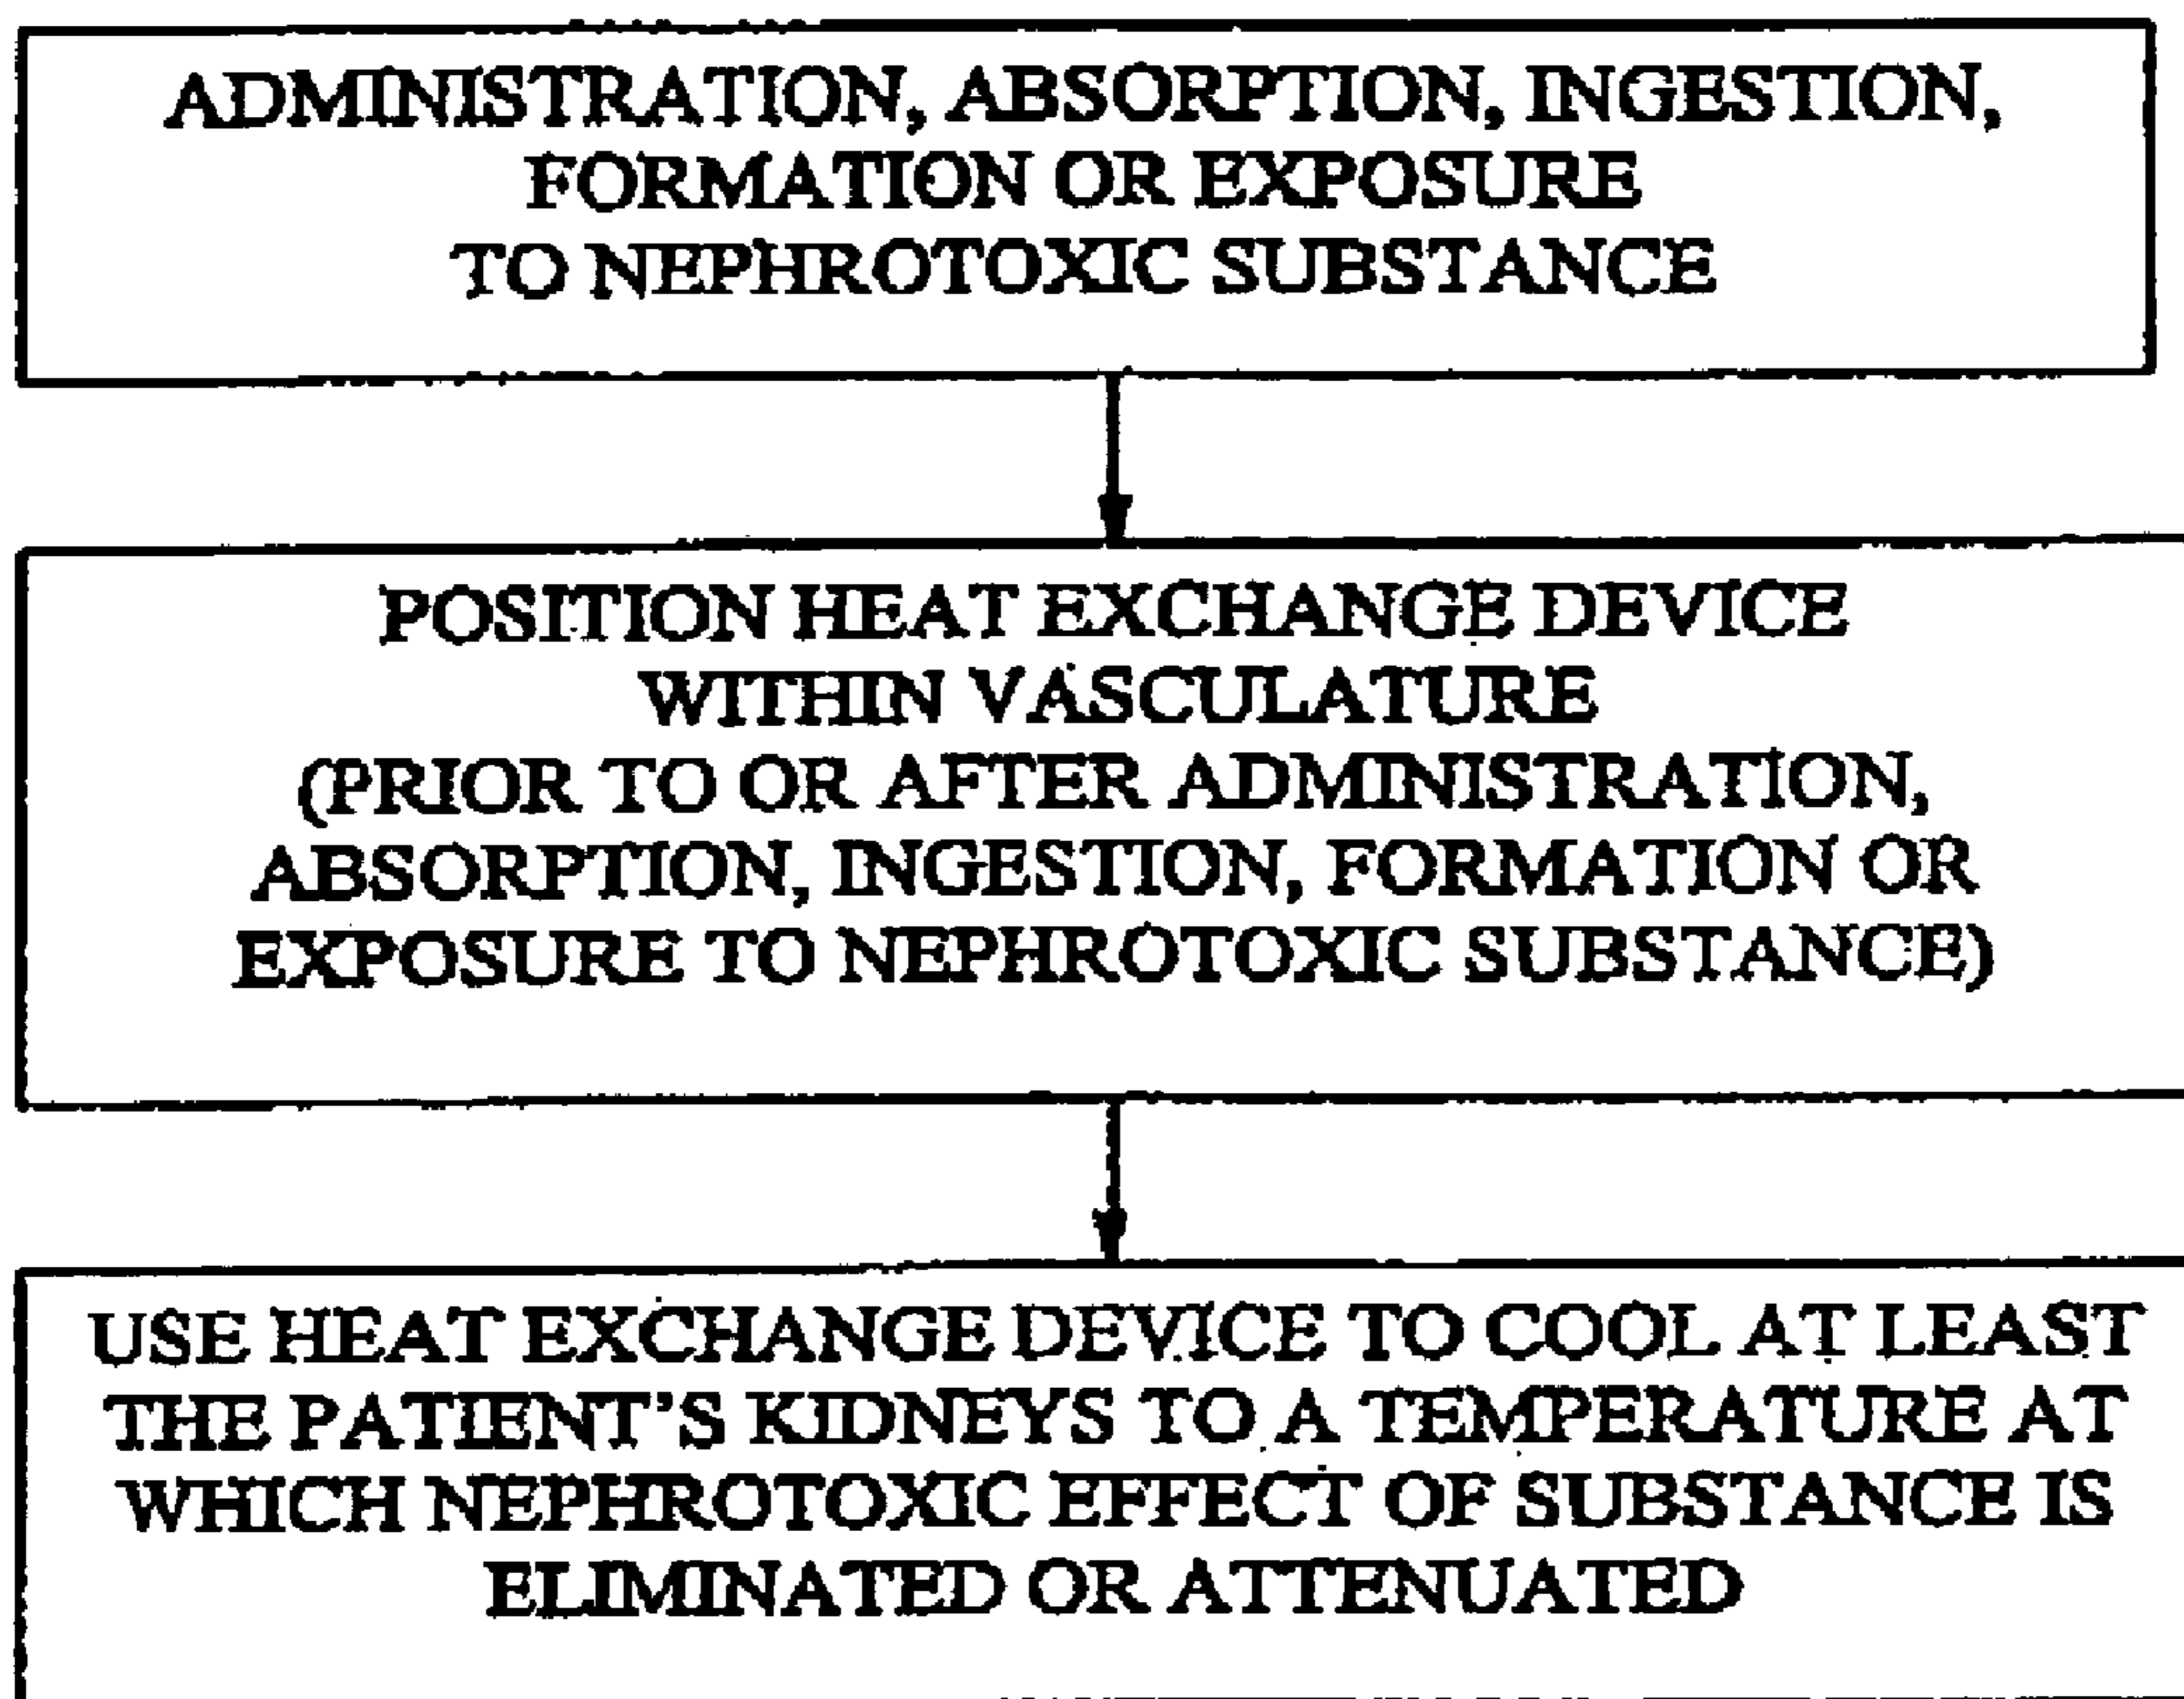 ADMINISTRATION, ABSORPTION, INGESTION,
FORMATION OR EXPOSURE
TO NEPHROTOXIC SUBSTANCE
POSITION HEAT EXCHANGE DEVICE
WITHIN VASCULATURE
(PRIOR TO OR AFTER ADMINISTRATION,
ABSORPTION, INGESTION, FORMATION OR
EXPOSURE TO NEPHROTOXIC SUBSTANCE)
USE HEAT EXCHANGE DEVICE TO COOL AT LEAST
THE PATIENT'S KIDNEYS TO A TEMPERATURE AT
WHICH NEPHROTOXIC EFFECT OF SUBSTANCE IS
ELIMINATED OR ATTENUATED